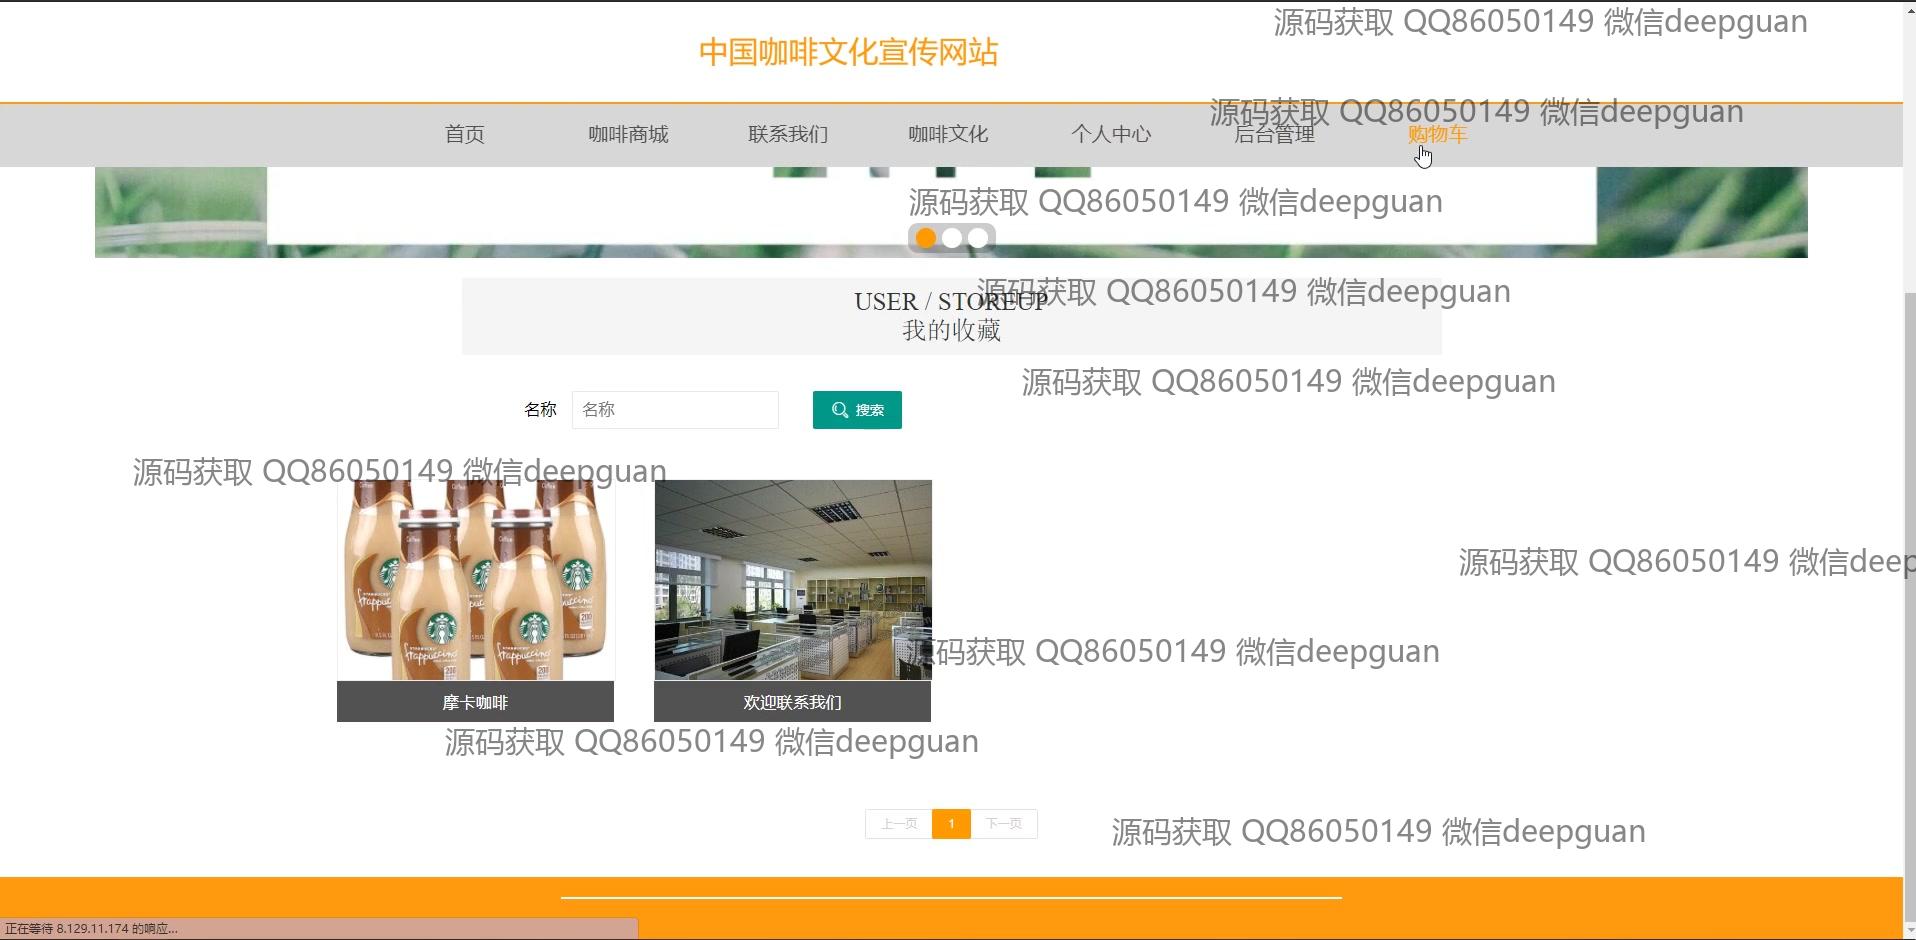 源码获取 QQ86050149 微信deepguan
中国咖啡文化宣传网站
源码获取 QQ86050149 微信deepguan
首页 咖啡商城 联系我们 咖啡文化 个人中心 后台管理 购物车
源码获取 QQ86050149 微信deepguan
源码获取 QQ86050149 微信deepguan
USER / STOREUP
我的收藏
源码获取 QQ86050149 微信deepguan
名称 名称 搜索
源码获取 QQ86050149 微信deepguan
源码获取 QQ86050149 微信deep
frappuccino
frappuccino
源码获取 QQ86050149 微信deepguan
摩卡咖啡 欢迎联系我们
源码获取 QQ86050149 微信deepguan
上一页 1 下一页
源码获取 QQ86050149 微信deepguan
正在等待 8.129.11.174 的响应...